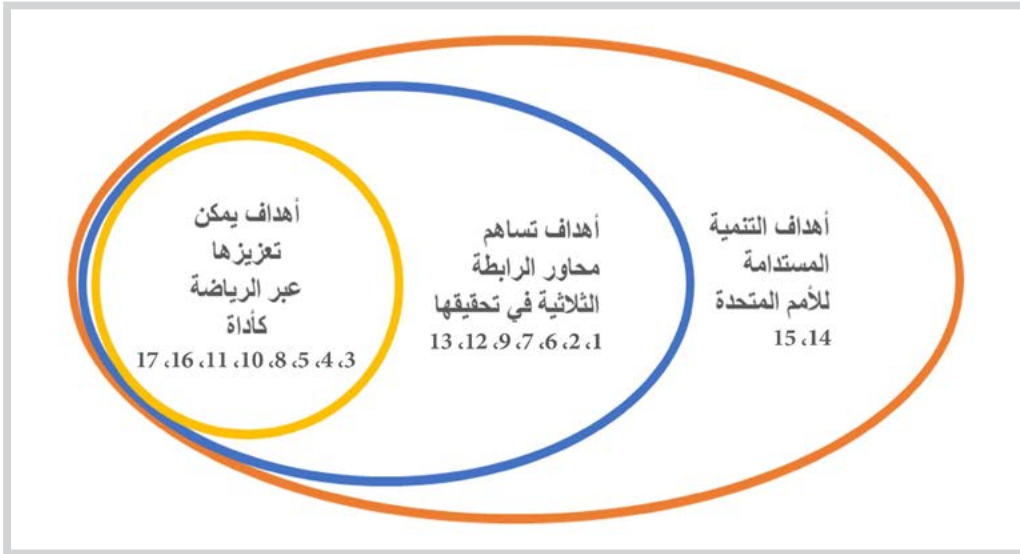 أهداف التنمية
المستدامة
للأمم المتحدة
14، 15
أهداف تساهم
محاور الرابطة
الثلاثية في تحقيقها
1، 2، 6، 7، 9، 12، 13
أهداف يمكن
تعزيزها
عبر الرياضة
كأداة
3، 4، 5، 8، 10، 11، 16، 17